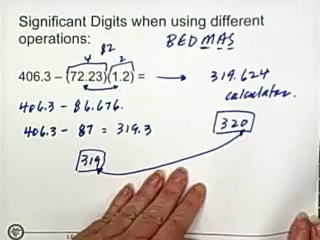 Significant Digits when using different
operations:
BEDMAS
4 82 2
406.3 – (72.23)(1.2) = → 319.624
calculator.
406.3 – 86.676.
406.3 – 87 = 319.3
320
319